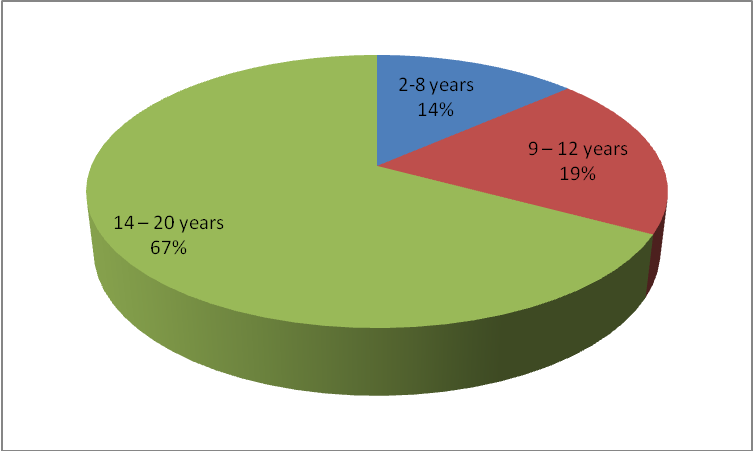 2-8 years
14%
9 – 12 years
19%
14 – 20 years
67%